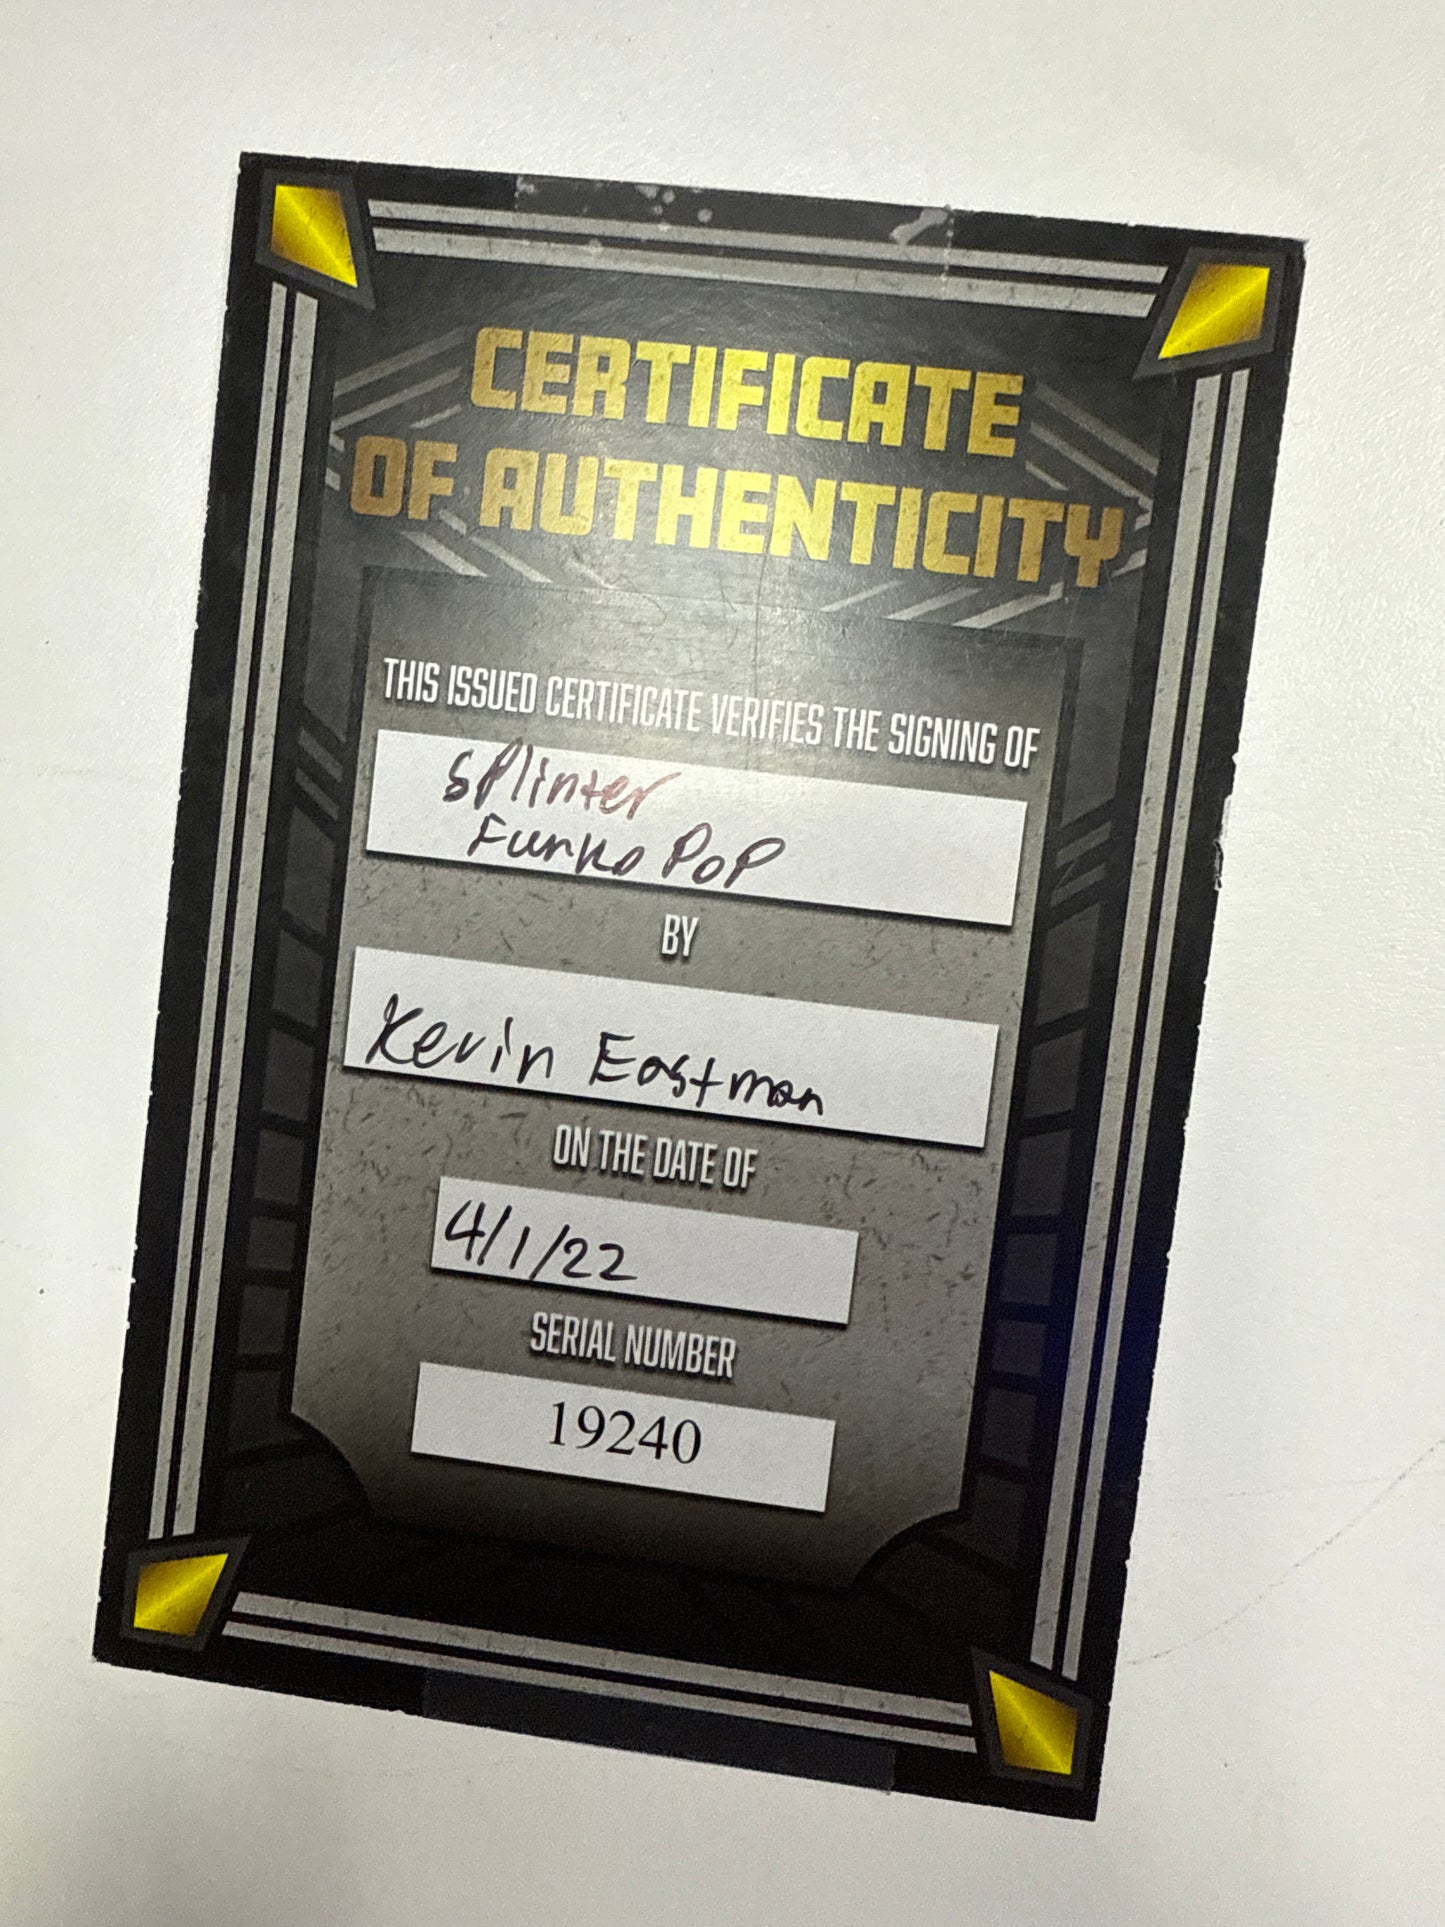 CERTIFICATE
OF AUTHENTICITY
THIS ISSUED CERTIFICATE VERIFIES THE SIGNING OF
Splinter
Funko PoP
BY
Kevin Eastman
ON THE DATE OF
4/1/22
SERIAL NUMBER
19240